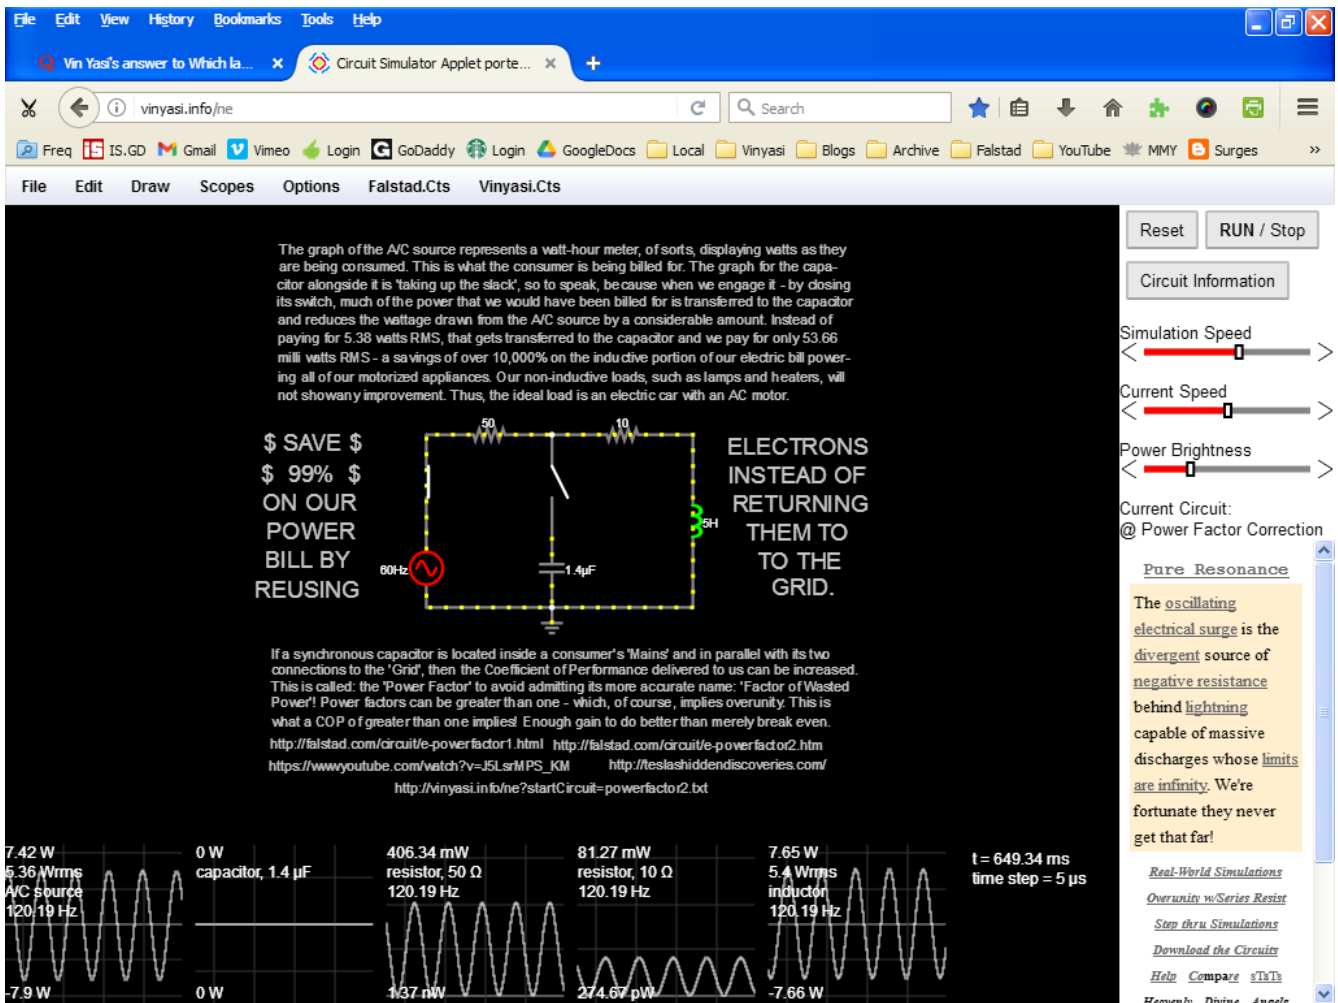 File Edit View History Bookmarks Tools Help
Vin Yasi's answer to Which la... Circuit Simulator Applet porte...
vinyasi.info/ne Search
Freq IS.GD Gmail Vimeo Login GoDaddy Login GoogleDocs Local Vinyasi Blogs Archive Falstad YouTube MMY Surges »
File Edit Draw Scopes Options Falstad.Cts Vinyasi.Cts
Reset RUN / Stop
Circuit Information
Simulation Speed
Current Speed
Power Brightness
Current Circuit:
@ Power Factor Correction
Pure Resonance
The oscillating
electrical surge is the
divergent source of
negative resistance
behind lightning
capable of massive
discharges whose limits
are infinity. We're
fortunate they never
get that far!
Real-World Simulations
Overunity w/Series Resist
Step thru Simulations
Download the Circuits
Help Compare sTaTs
Heavenly Divine Angels
The graph of the A/C source represents a watt-hour meter, of sorts, displaying watts as they
are being consumed. This is what the consumer is being billed for. The graph for the capa-
citor alongside it is 'taking up the slack', so to speak, because when we engage it - by closing
its switch, much of the power that we would have been billed for is transferred to the capacitor
and reduces the wattage drawn from the A/C source by a considerable amount. Instead of
paying for 5.38 watts RMS, that gets transferred to the capacitor and we pay for only 53.66
milli watts RMS - a savings of over 10,000% on the inductive portion of our electric bill power-
ing all of our motorized appliances. Our non-inductive loads, such as lamps and heaters, will
not showany improvement. Thus, the ideal load is an electric car with an AC motor.
$ SAVE $
$ 99% $
ON OUR
POWER
BILL BY
REUSING
50
10
60Hz
1.4μF
5H
ELECTRONS
INSTEAD OF
RETURNING
THEM TO
TO THE
GRID.
If a synchronous capacitor is located inside a consumer's 'Mains' and in parallel with its two
connections to the 'Grid', then the Coefficient of Performance delivered to us can be increased.
This is called: the 'Power Factor' to avoid admitting its more accurate name: 'Factor of Wasted
Power'! Power factors can be greater than one - which, of course, implies overunity. This is
what a COP of greater than one implies! Enough gain to do better than merely break even.
http://falstad.com/circuit/e-powerfactor1.html http://falstad.com/circuit/e-powerfactor2.htm
https://wwwyoutube.com/watch?v=J5LsrMPS_KM http://teslashiddendiscoveries.com/
http://vinyasi.info/ne?startCircuit=powerfactor2.txt
7.42 W
5.36 Wrms
A/C source
120.19 Hz
-7.9 W
0 W
capacitor, 1.4 μF
0 W
406.34 mW
resistor, 50 Ω
120.19 Hz
1.37 nW
81.27 mW
resistor, 10 Ω
120.19 Hz
274.67 pW
7.65 W
5.4 Wrms
inductor
120.19 Hz
-7.66 W
t = 649.34 ms
time step = 5 μs